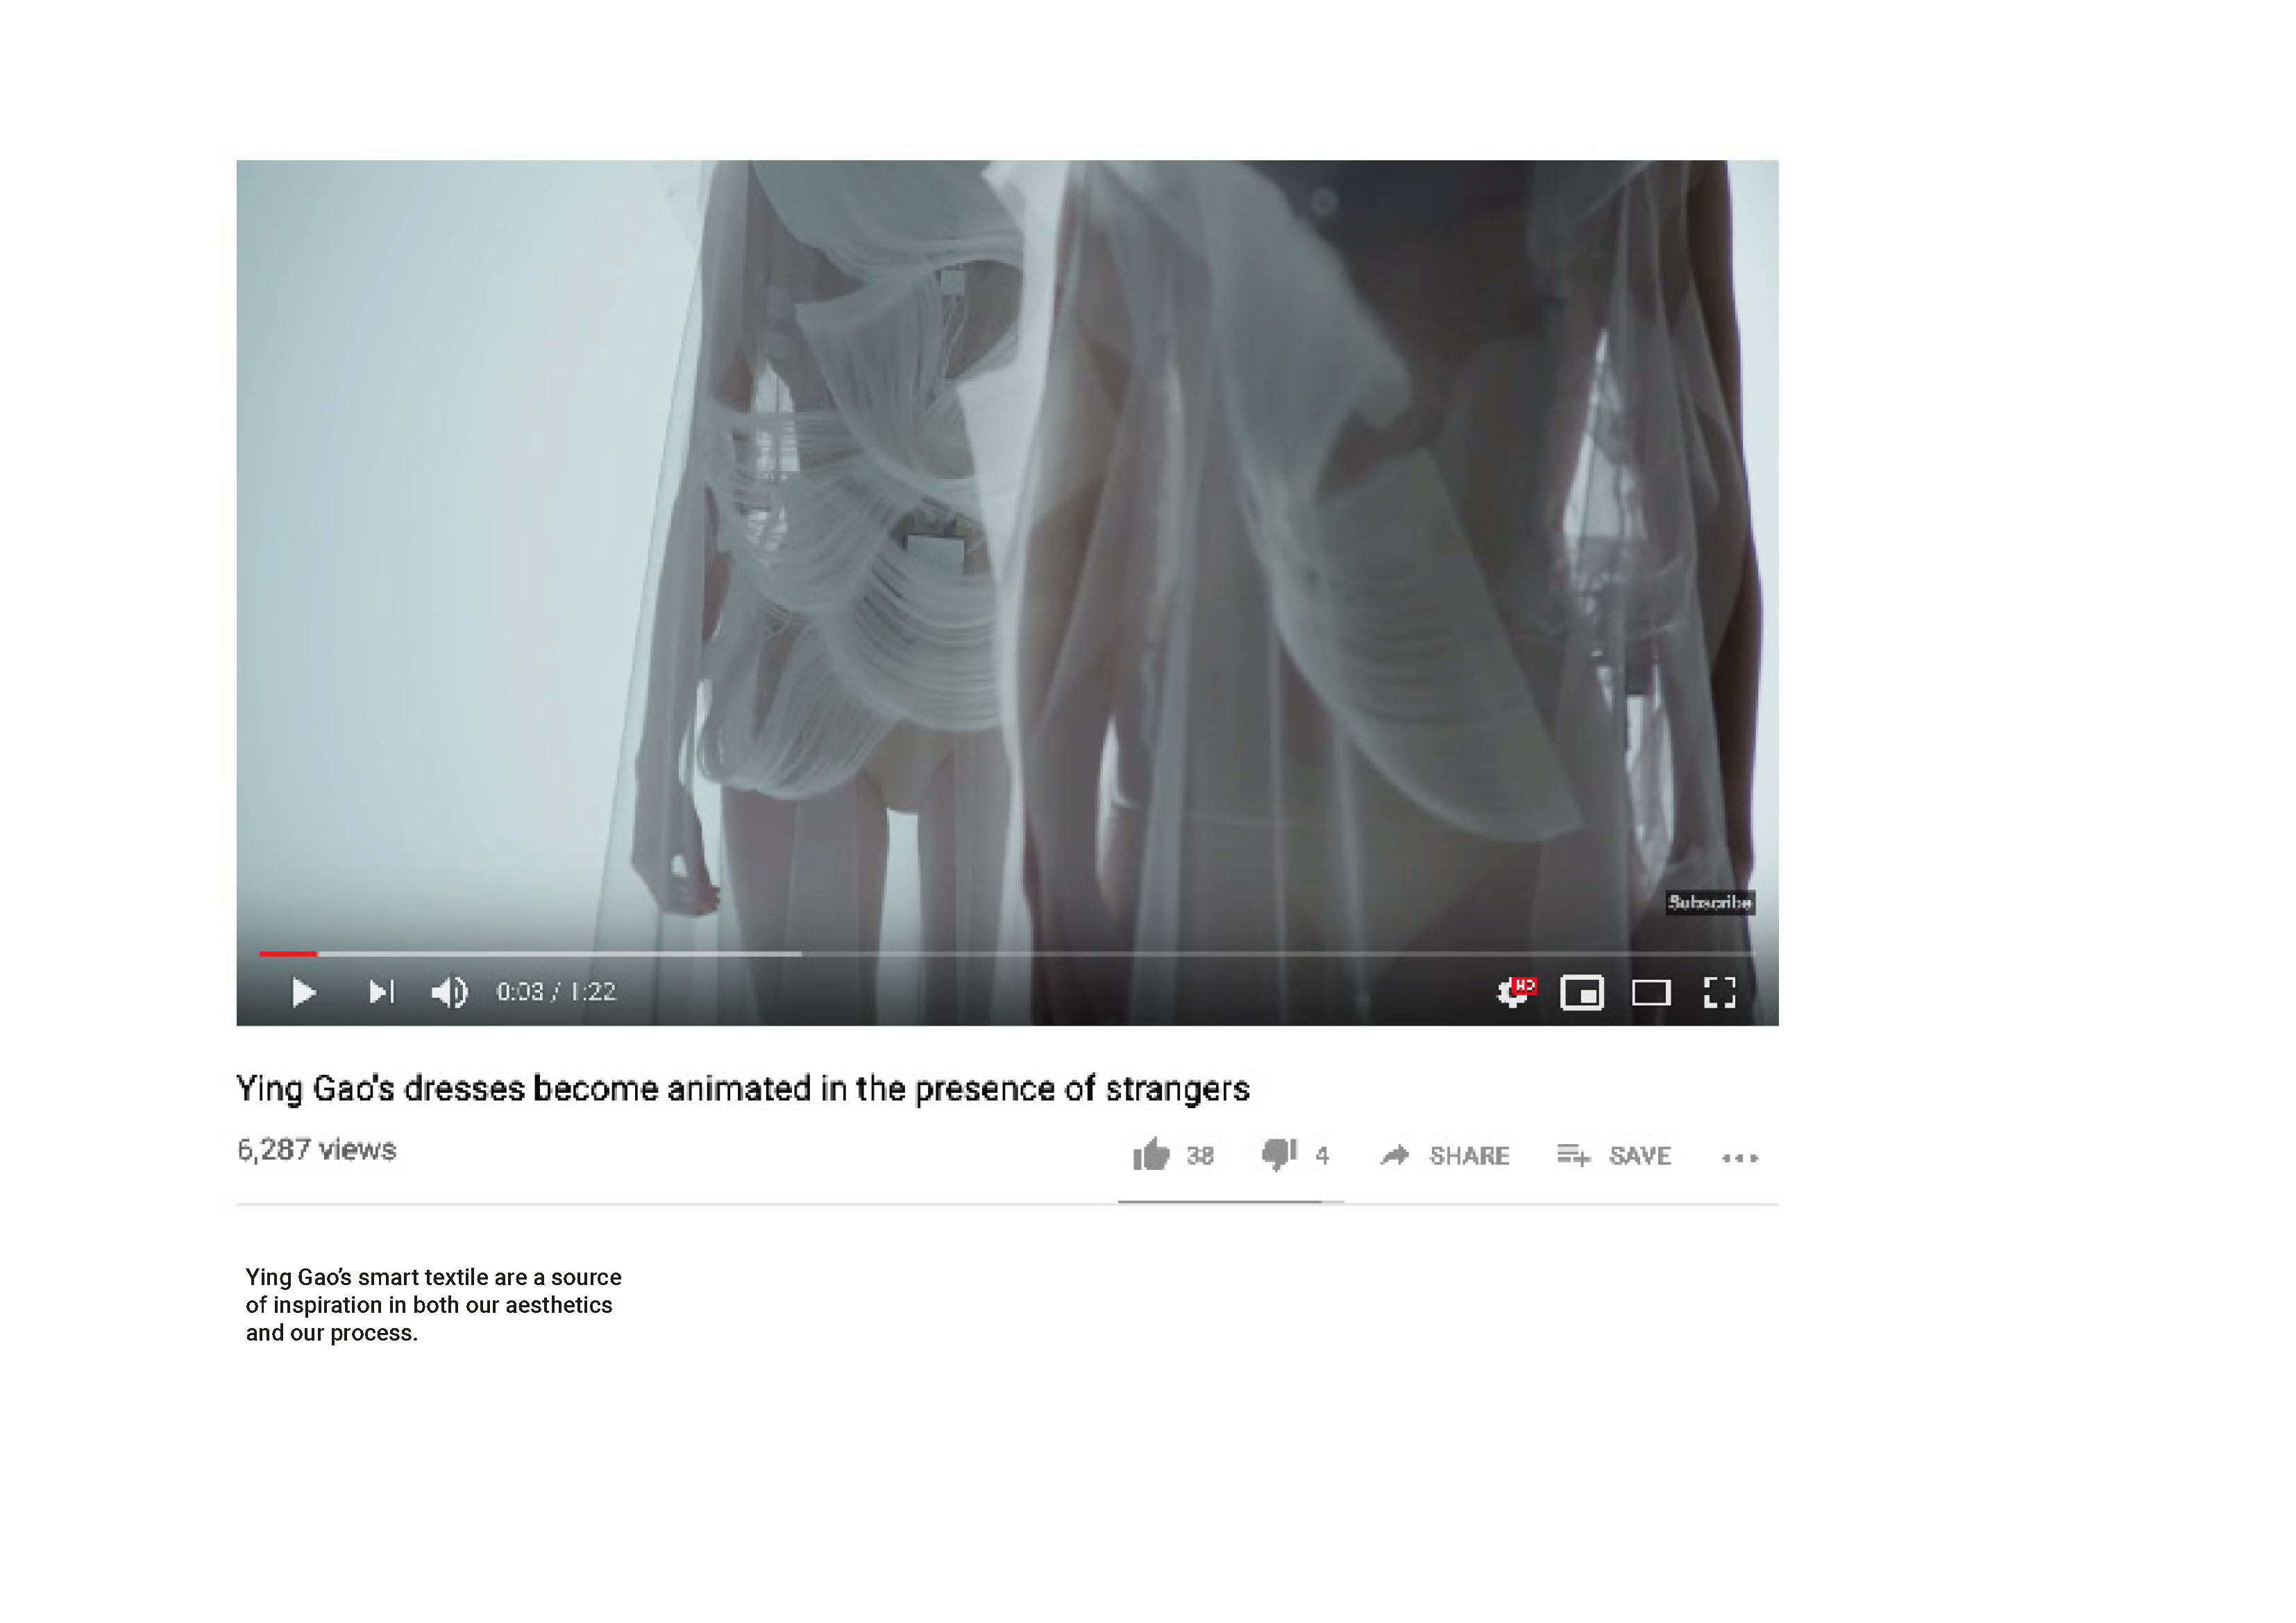 Subscribe
0:03 / 1:22
HD
Ying Gao's dresses become animated in the presence of strangers
6,287 views
38 4 SHARE SAVE
Ying Gao's smart textile are a source
of inspiration in both our aesthetics
and our process.